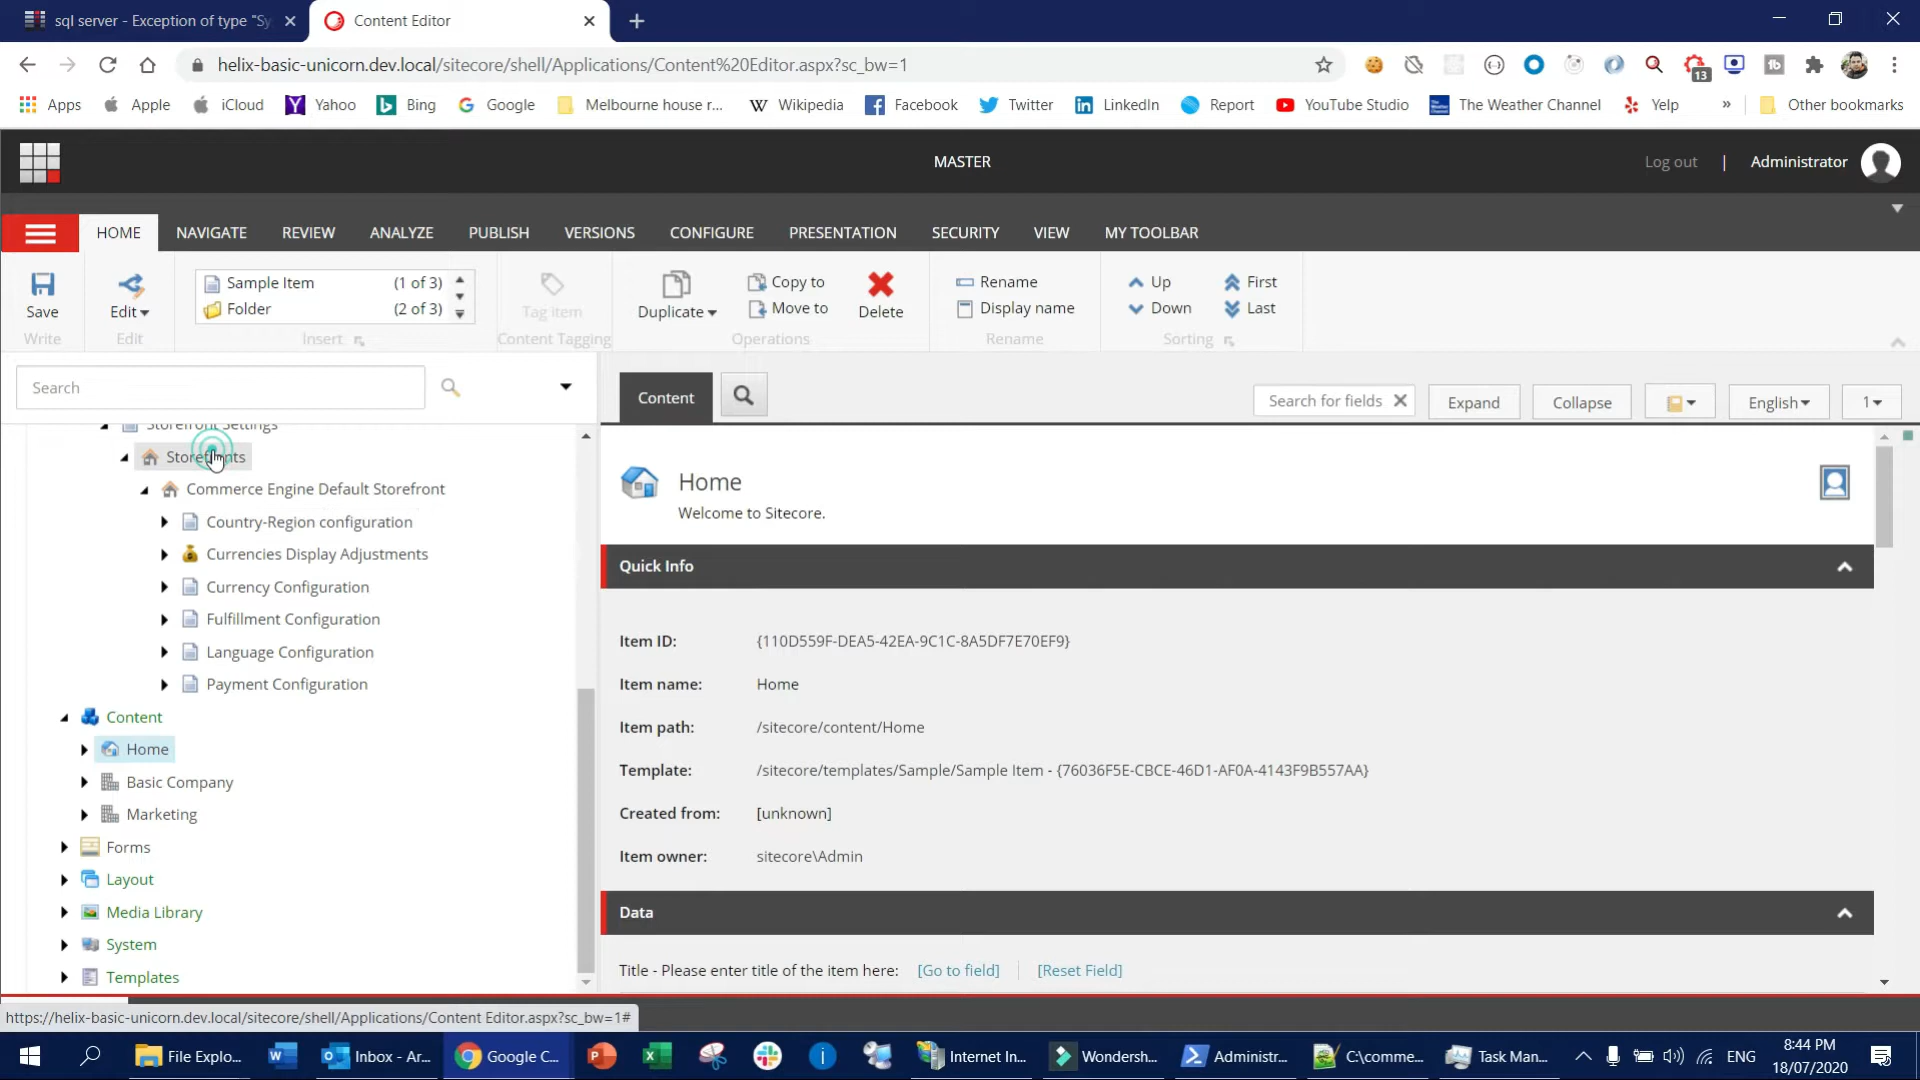 sql server - Exception of type "Sy
Content Editor
helix-basic-unicorn.dev.local/sitecore/shell/Applications/Content%20Editor.aspx?sc_bw=1
13
Apps Apple iCloud Yahoo Bing Google Melbourne house r... Wikipedia Facebook Twitter LinkedIn Report YouTube Studio The Weather Channel Yelp » Other bookmarks
MASTER
Log out | Administrator
HOME NAVIGATE REVIEW ANALYZE PUBLISH VERSIONS CONFIGURE PRESENTATION SECURITY VIEW MY TOOLBAR
Save
Write
Edit
Edit
Sample Item (1 of 3)
Folder (2 of 3)
Insert
Tag item
Content Tagging
Duplicate
Copy to
Move to
Delete
Operations
Rename
Display name
Rename
Up First
Down Last
Sorting
Search
Storefront Settings
Storefronts
Commerce Engine Default Storefront
Country-Region configuration
Currencies Display Adjustments
Currency Configuration
Fulfillment Configuration
Language Configuration
Payment Configuration
Content
Home
Basic Company
Marketing
Forms
Layout
Media Library
System
Templates
Content
Search for fields
Expand
Collapse
English
1
Home
Welcome to Sitecore.
Quick Info
Item ID: {110D559F-DEA5-42EA-9C1C-8A5DF7E70EF9}
Item name: Home
Item path: /sitecore/content/Home
Template: /sitecore/templates/Sample/Sample Item - {76036F5E-CBCE-46D1-AF0A-4143F9B557AA}
Created from: [unknown]
Item owner: sitecore\Admin
Data
Title - Please enter title of the item here: [Go to field] [Reset Field]
https://helix-basic-unicorn.dev.local/sitecore/shell/Applications/Content Editor.aspx?sc_bw=1#
File Explo... Inbox - Ar... Google C... Internet In... Wondersh... Administr... C:\comme... Task Man... ENG
8:44 PM
18/07/2020